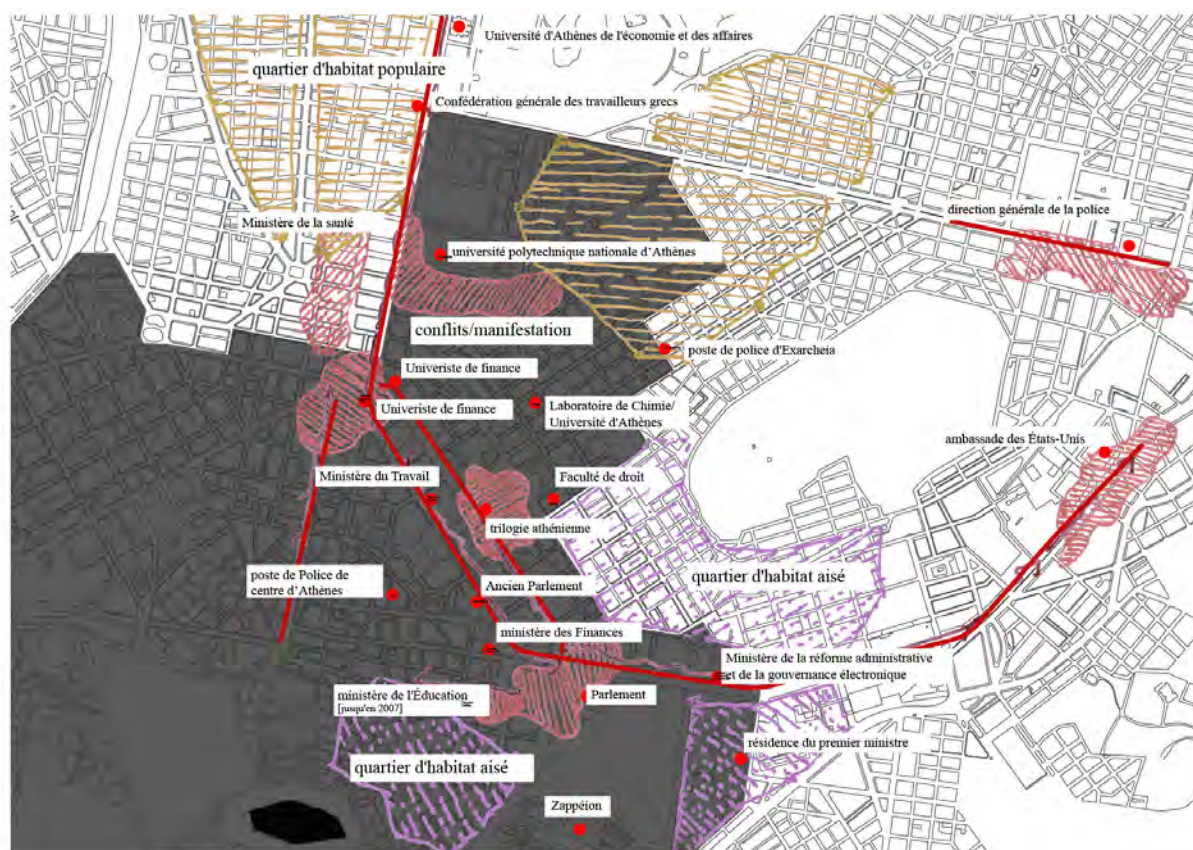 Université d'Athènes de l'économie et des affaires
quartier d'habitat populaire
Confédération générale des travailleurs grecs
direction générale de la police
Ministère de la santé
université polytechnique nationale d'Athènes
conflits/manifestation
poste de police d'Exarcheia
Univeriste de finance
Univeriste de finance
Laboratoire de Chimie/
Université d'Athènes
ambassade des États-Unis
Ministère du Travail
Faculté de droit
trilogie athénienne
poste de Police de
centre d'Athènes
quartier d'habitat aisé
Ancien Parlement
ministère des Finances
Ministère de la réforme administrative
et de la gouvernance électronique
ministère de l'Éducation
[jusqu'en 2007]
Parlement
résidence du premier ministre
quartier d'habitat aisé
Zappéion